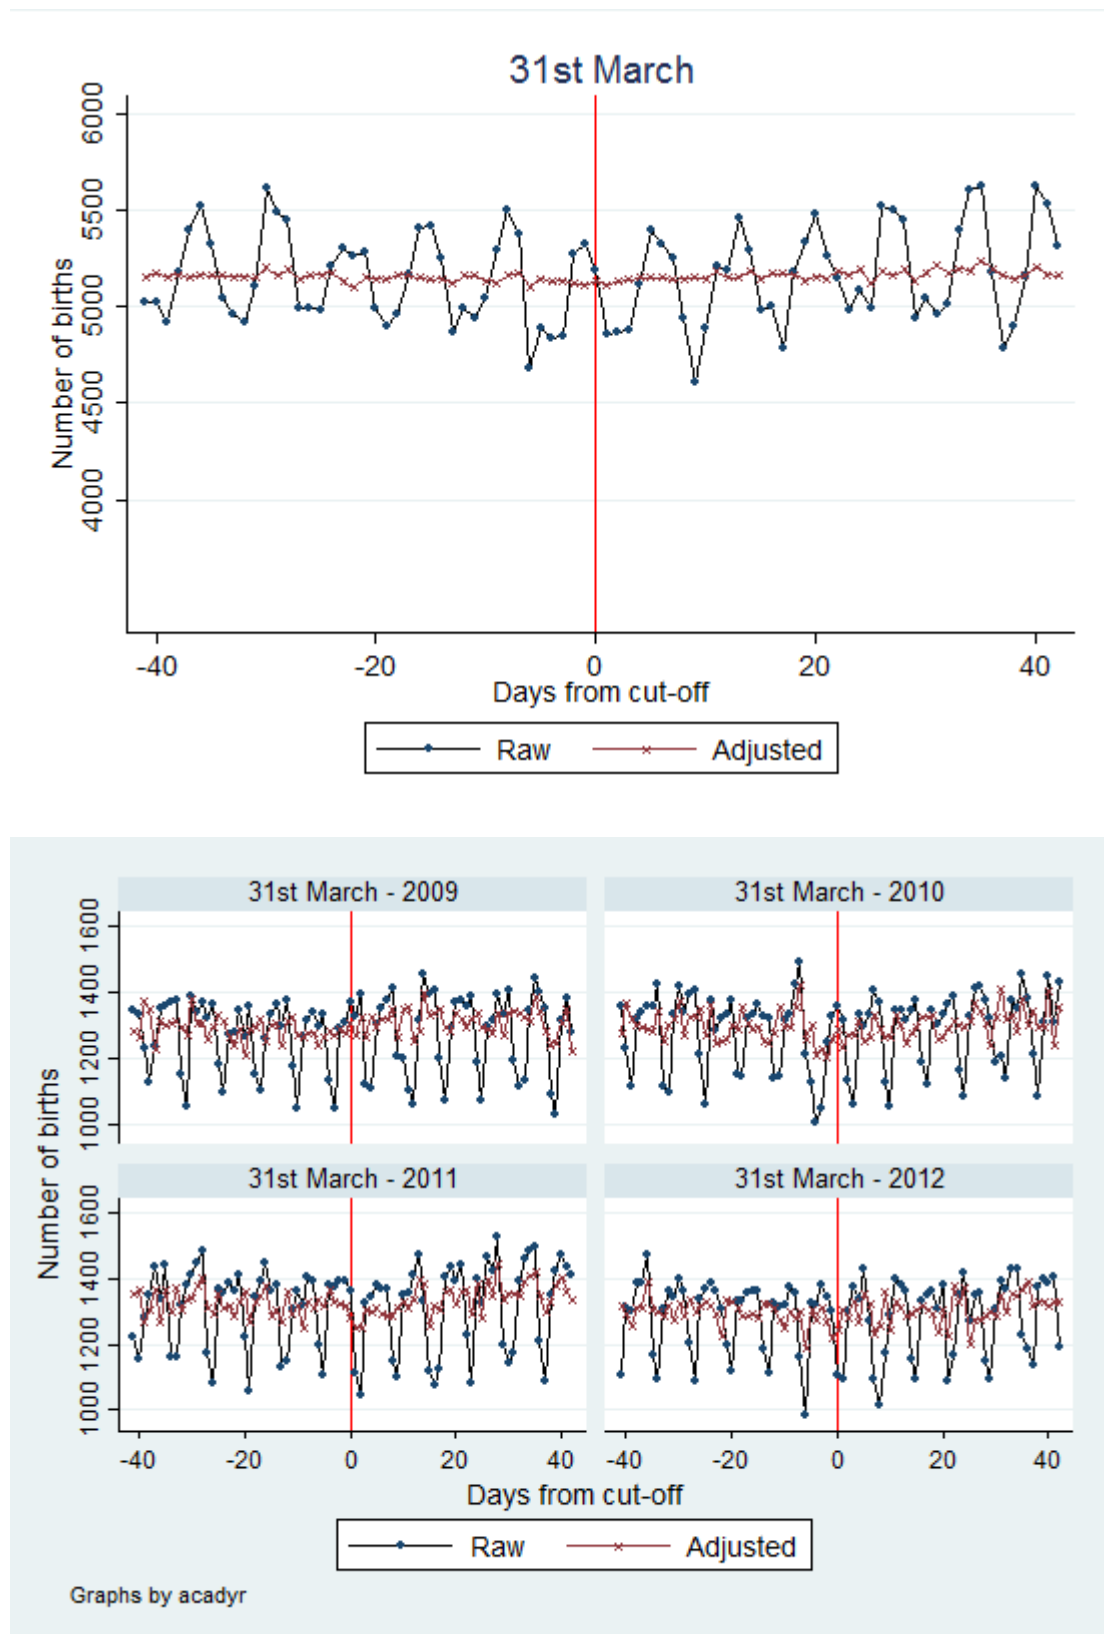 31st March
6000
5500
5000
4500
4000
Number of births
-40 -20 0 20 40
Days from cut-off
Raw Adjusted
31st March - 2009 31st March - 2010
1600
1400
1200
1000
31st March - 2011 31st March - 2012
1600
1400
1200
1000
Number of births
-40 -20 0 20 40 -40 -20 0 20 40
Days from cut-off
Raw Adjusted
Graphs by acadyr